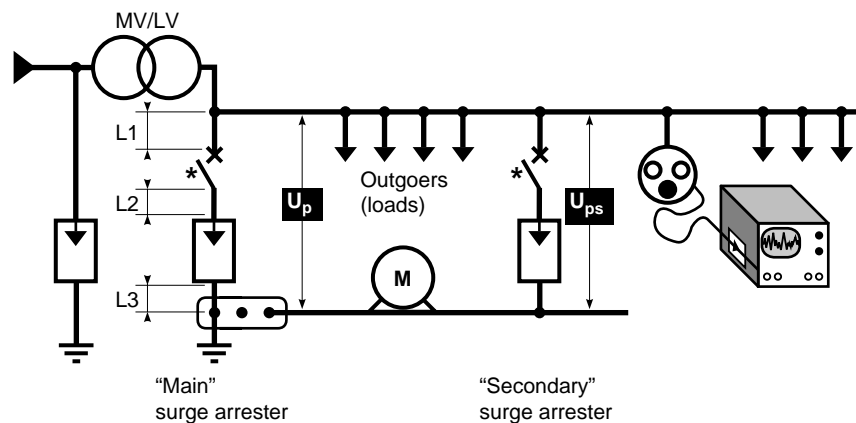 MV/LV
L1
*
L2
L3
Up
Outgoers
(loads)
*
Ups
M
“Main”
surge arrester
“Secondary”
surge arrester